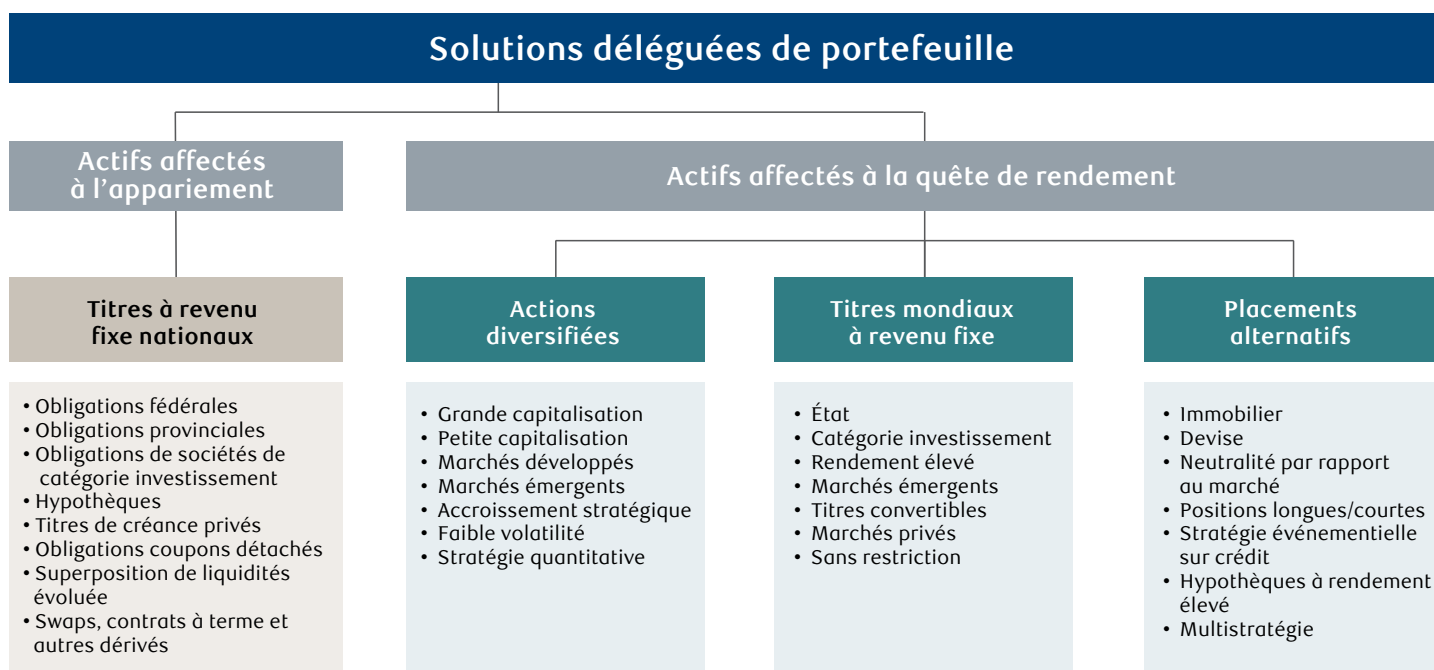 Solutions déléguées de portefeuille
Actifs affectés
à l'appariement
Actifs affectés à la quête de rendement
Titres à revenu
fixe nationaux
• Obligations fédérales
• Obligations provinciales
• Obligations de sociétés de
catégorie investissement
• Hypothèques
• Titres de créance privés
• Obligations coupons détachés
• Superposition de liquidités
évoluée
• Swaps, contrats à terme et
autres dérivés
Actions
diversifiées
• Grande capitalisation
• Petite capitalisation
• Marchés développés
• Marchés émergents
• Accroissement stratégique
• Faible volatilité
• Stratégie quantitative
Titres mondiaux
à revenu fixe
• État
• Catégorie investissement
• Rendement élevé
• Marchés émergents
• Titres convertibles
• Marchés privés
• Sans restriction
Placements
alternatifs
• Immobilier
• Devise
• Neutralité par rapport
au marché
• Positions longues/courtes
• Stratégie événementielle
sur crédit
• Hypothèques à rendement
élevé
• Multistratégie